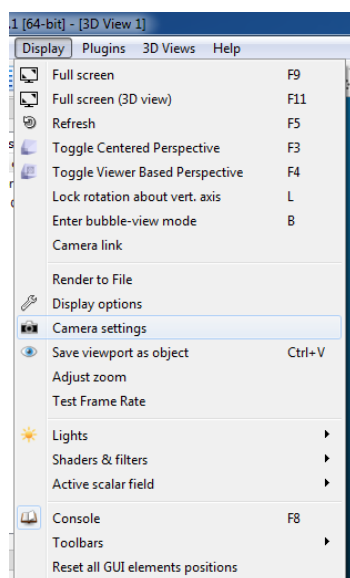 .1 [64-bit] - [3D View 1]
Display Plugins 3D Views Help
Full screen F9
Full screen (3D view) F11
Refresh F5
Toggle Centered Perspective F3
Toggle Viewer Based Perspective F4
Lock rotation about vert. axis L
Enter bubble-view mode B
Camera link
Render to File
Display options
Camera settings
Save viewport as object Ctrl+V
Adjust zoom
Test Frame Rate
Lights
Shaders & filters
Active scalar field
Console F8
Toolbars
Reset all GUI elements positions